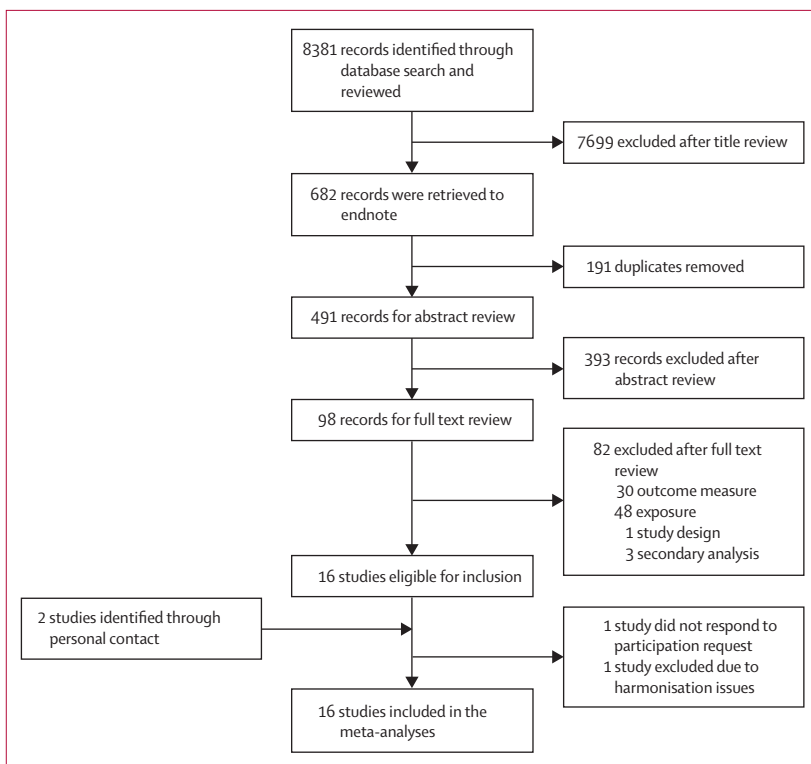 8381 records identified through
database search and
reviewed
7699 excluded after title review
682 records were retrieved to
endnote
191 duplicates removed
491 records for abstract review
393 records excluded after
abstract review
98 records for full text review
82 excluded after full text
review
30 outcome measure
48 exposure
1 study design
3 secondary analysis
16 studies eligible for inclusion
2 studies identified through
personal contact
1 study did not respond to
participation request
1 study excluded due to
harmonisation issues
16 studies included in the
meta-analyses